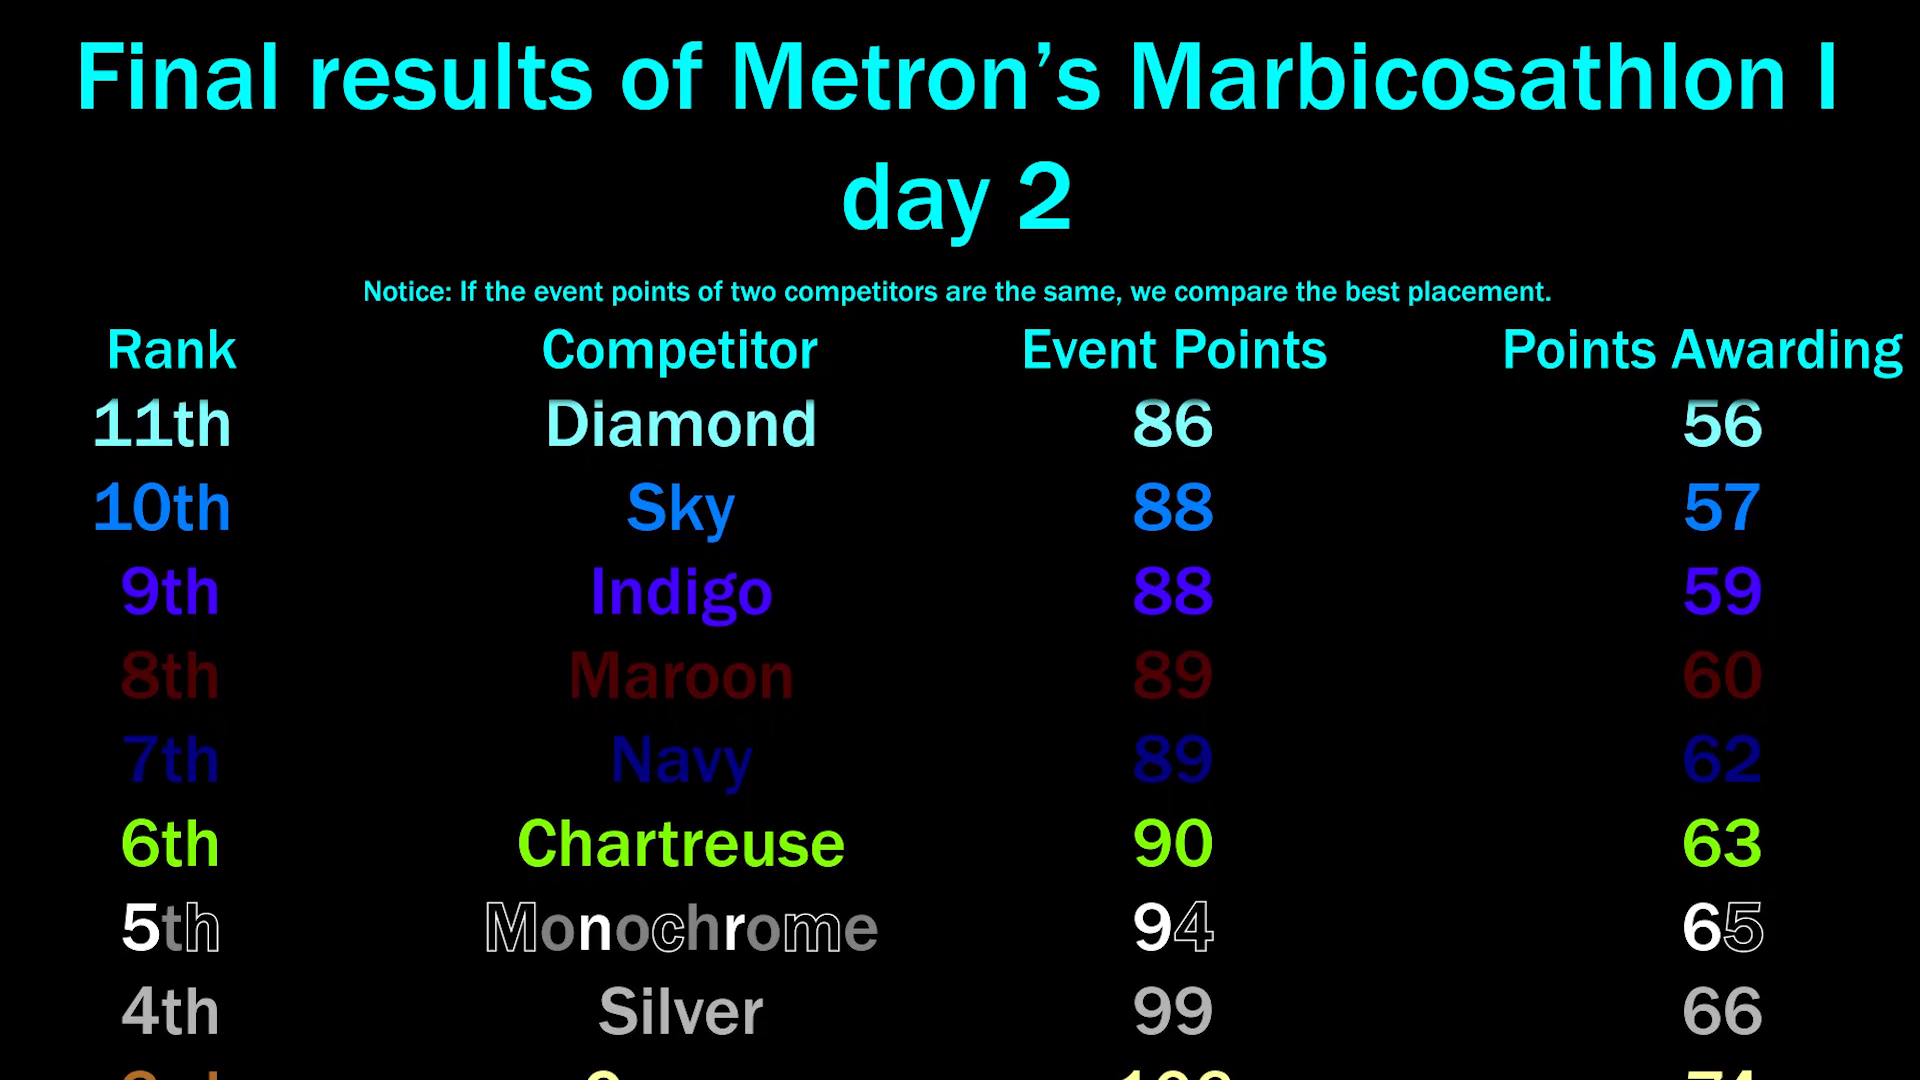 Final results of Metron’s Marbicosathlon I
day 2
Notice: If the event points of two competitors are the same, we compare the best placement.
Rank Competitor Event Points Points Awarding
11th Diamond 86 56
10th Sky 88 57
9th Indigo 88 59
8th Maroon 89 60
7th Navy 89 62
6th Chartreuse 90 63
5th Monochrome 94 65
4th Silver 99 66